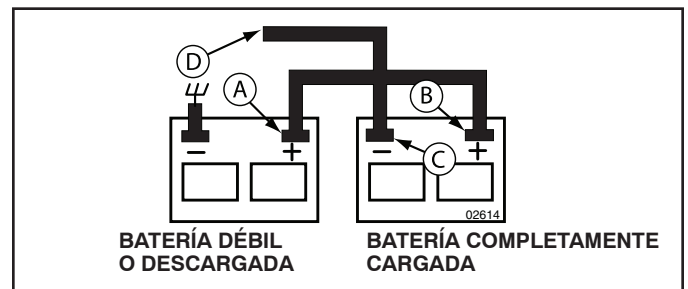 D
A
B
C
− +
− +
02614
BATERÍA DÉBIL
O DESCARGADA
BATERÍA COMPLETAMENTE
CARGADA